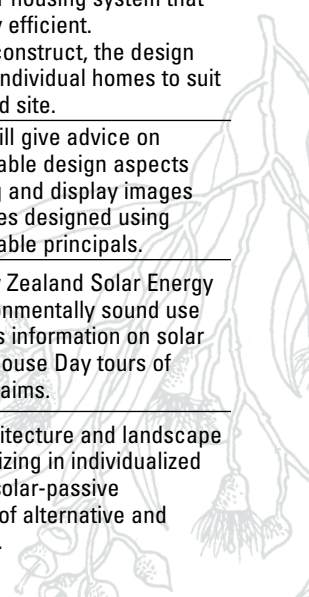 housing system that
efficient.
construct, the design
ndividual homes to suit
d site.
ill give advice on
able design aspects
and display images
es designed using
able principals.
Zealand Solar Energy
onmentally sound use
s information on solar
ouse Day tours of
aims.
itecture and landscape
izing in individualized
solar-passive
of alternative and